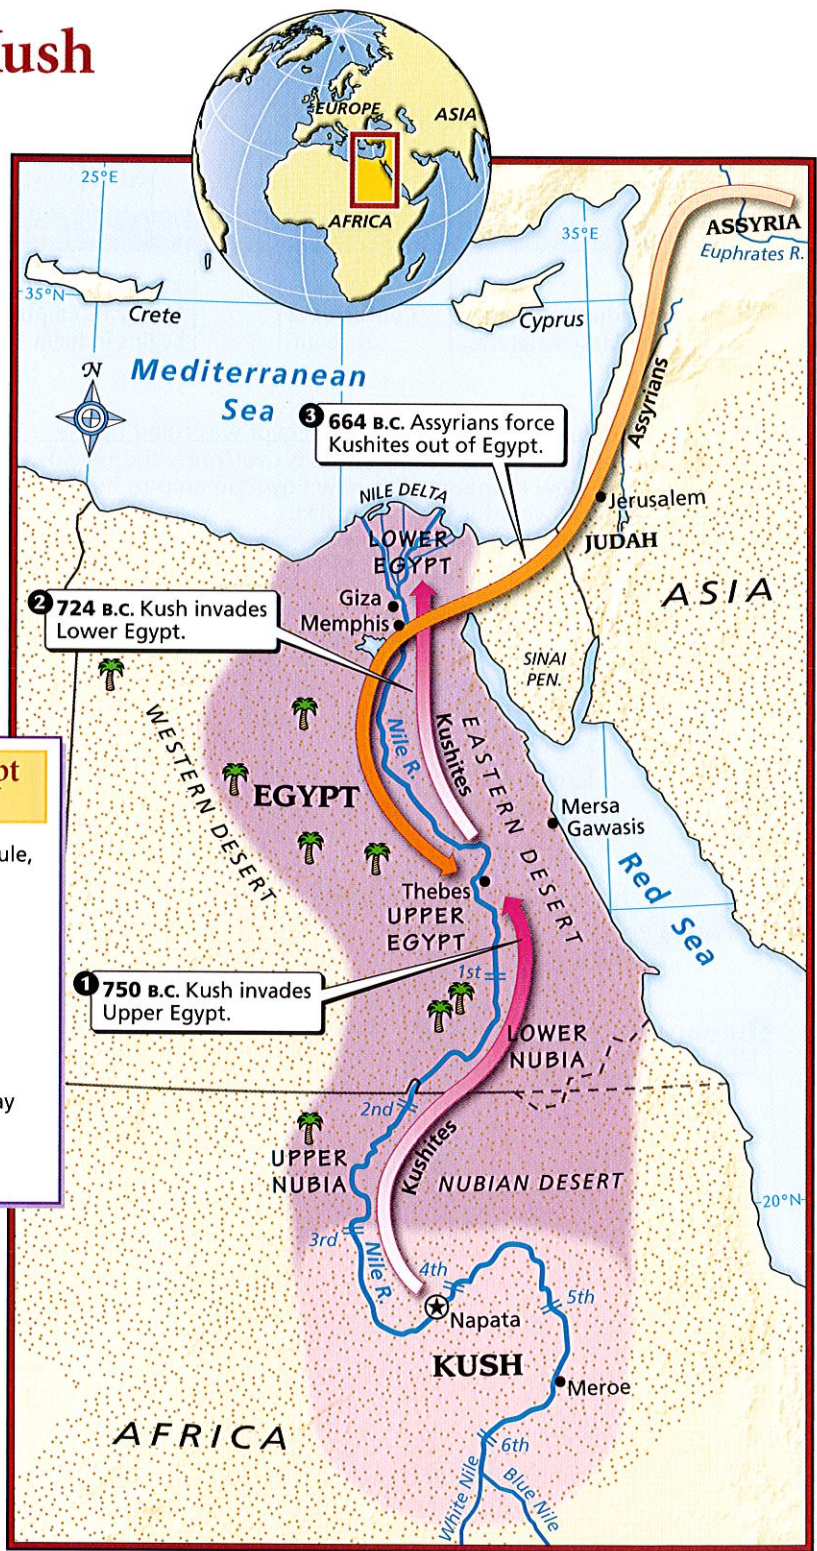 EUROPE
ASIA
AFRICA
25°E
35°E
ASSYRIA
Euphrates R.
35°N
Crete
Cyprus
N
Mediterranean
Sea
Assyrians
3 664 B.C. Assyrians force
Kushites out of Egypt.
NILE DELTA
Jerusalem
JUDAH
LOWER
EGYPT
ASIA
2 724 B.C. Kush invades
Lower Egypt.
Giza
Memphis
SINAI
PEN.
WESTERN DESERT
Nile R.
Kushites
EASTERN DESERT
EGYPT
Mersa
Gawasis
Red Sea
Thebes
UPPER
EGYPT
1st
1 750 B.C. Kush invades
Upper Egypt.
LOWER
NUBIA
2nd
Kushites
UPPER
NUBIA
NUBIAN DESERT
20°N
3rd
Nile R.
4th
5th
Napata
KUSH
Meroe
AFRICA
6th
White Nile
Blue Nile